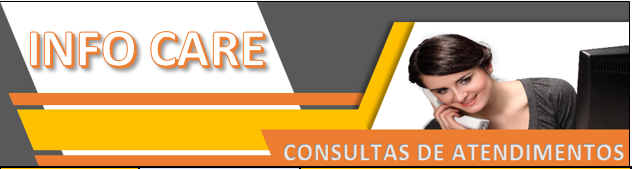 INFO CARE
CONSULTAS DE ATENDIMENTOS